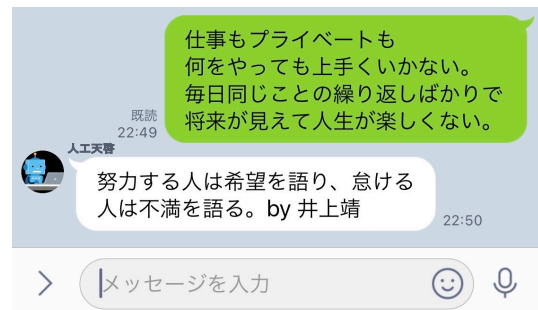 仕事もプライベートも
何をやっても上手くいかない。
毎日同じことの繰り返しばかりで
将来が見えて人生が楽しくない。
既読
22:49
人工天啓
努力する人は希望を語り、怠ける
人は不満を語る。by 井上靖
22:50
メッセージを入力